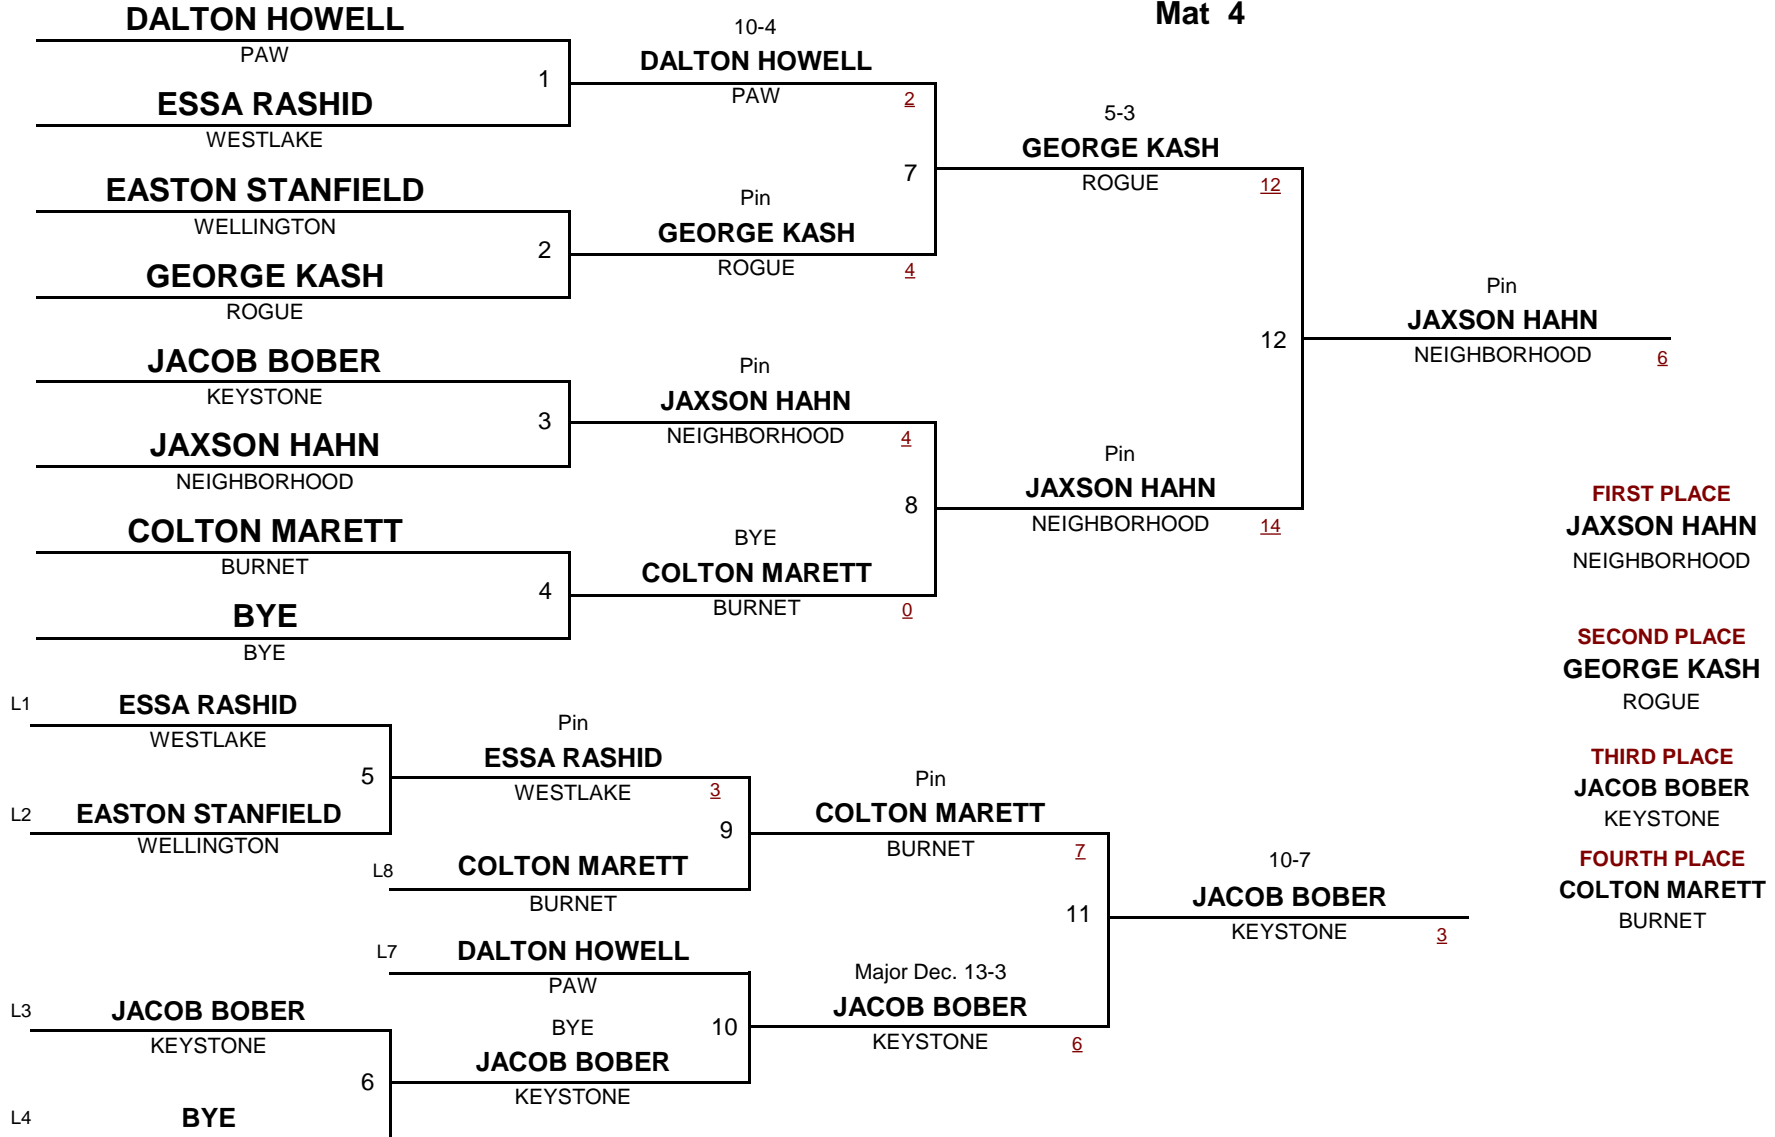 Mat 4
DALTON HOWELL
PAW
1
ESSA RASHID
WESTLAKE
EASTON STANFIELD
WELLINGTON
2
GEORGE KASH
ROGUE
JACOB BOBER
KEYSTONE
3
JAXSON HAHN
NEIGHBORHOOD
COLTON MARETT
BURNET
4
BYE
BYE
10-4
DALTON HOWELL
PAW
2
7
Pin
GEORGE KASH
ROGUE
4
Pin
JAXSON HAHN
NEIGHBORHOOD
4
8
BYE
COLTON MARETT
BURNET
0
5-3
GEORGE KASH
ROGUE
12
12
Pin
JAXSON HAHN
NEIGHBORHOOD
14
Pin
JAXSON HAHN
NEIGHBORHOOD
6
L1
ESSA RASHID
WESTLAKE
5
L2
EASTON STANFIELD
WELLINGTON
Pin
ESSA RASHID
WESTLAKE
3
9
L8
COLTON MARETT
BURNET
L7
DALTON HOWELL
PAW
10
BYE
JACOB BOBER
KEYSTONE
L3
JACOB BOBER
KEYSTONE
6
L4
BYE
Pin
COLTON MARETT
BURNET
7
11
Major Dec. 13-3
JACOB BOBER
KEYSTONE
6
10-7
JACOB BOBER
KEYSTONE
3
FIRST PLACE
JAXSON HAHN
NEIGHBORHOOD
SECOND PLACE
GEORGE KASH
ROGUE
THIRD PLACE
JACOB BOBER
KEYSTONE
FOURTH PLACE
COLTON MARETT
BURNET